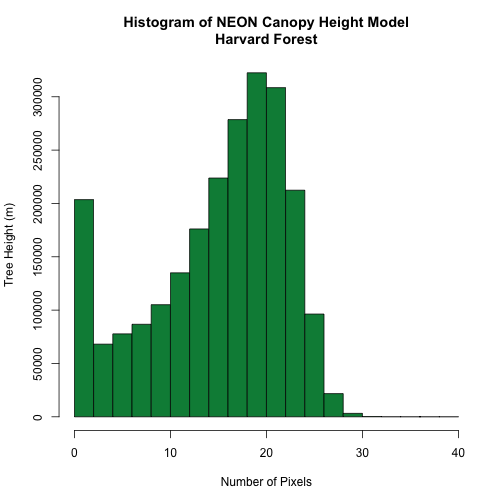 Histogram of NEON Canopy Height Model
Harvard Forest
Tree Height (m)
300000
250000
200000
150000
100000
50000
0
0 10 20 30 40
Number of Pixels